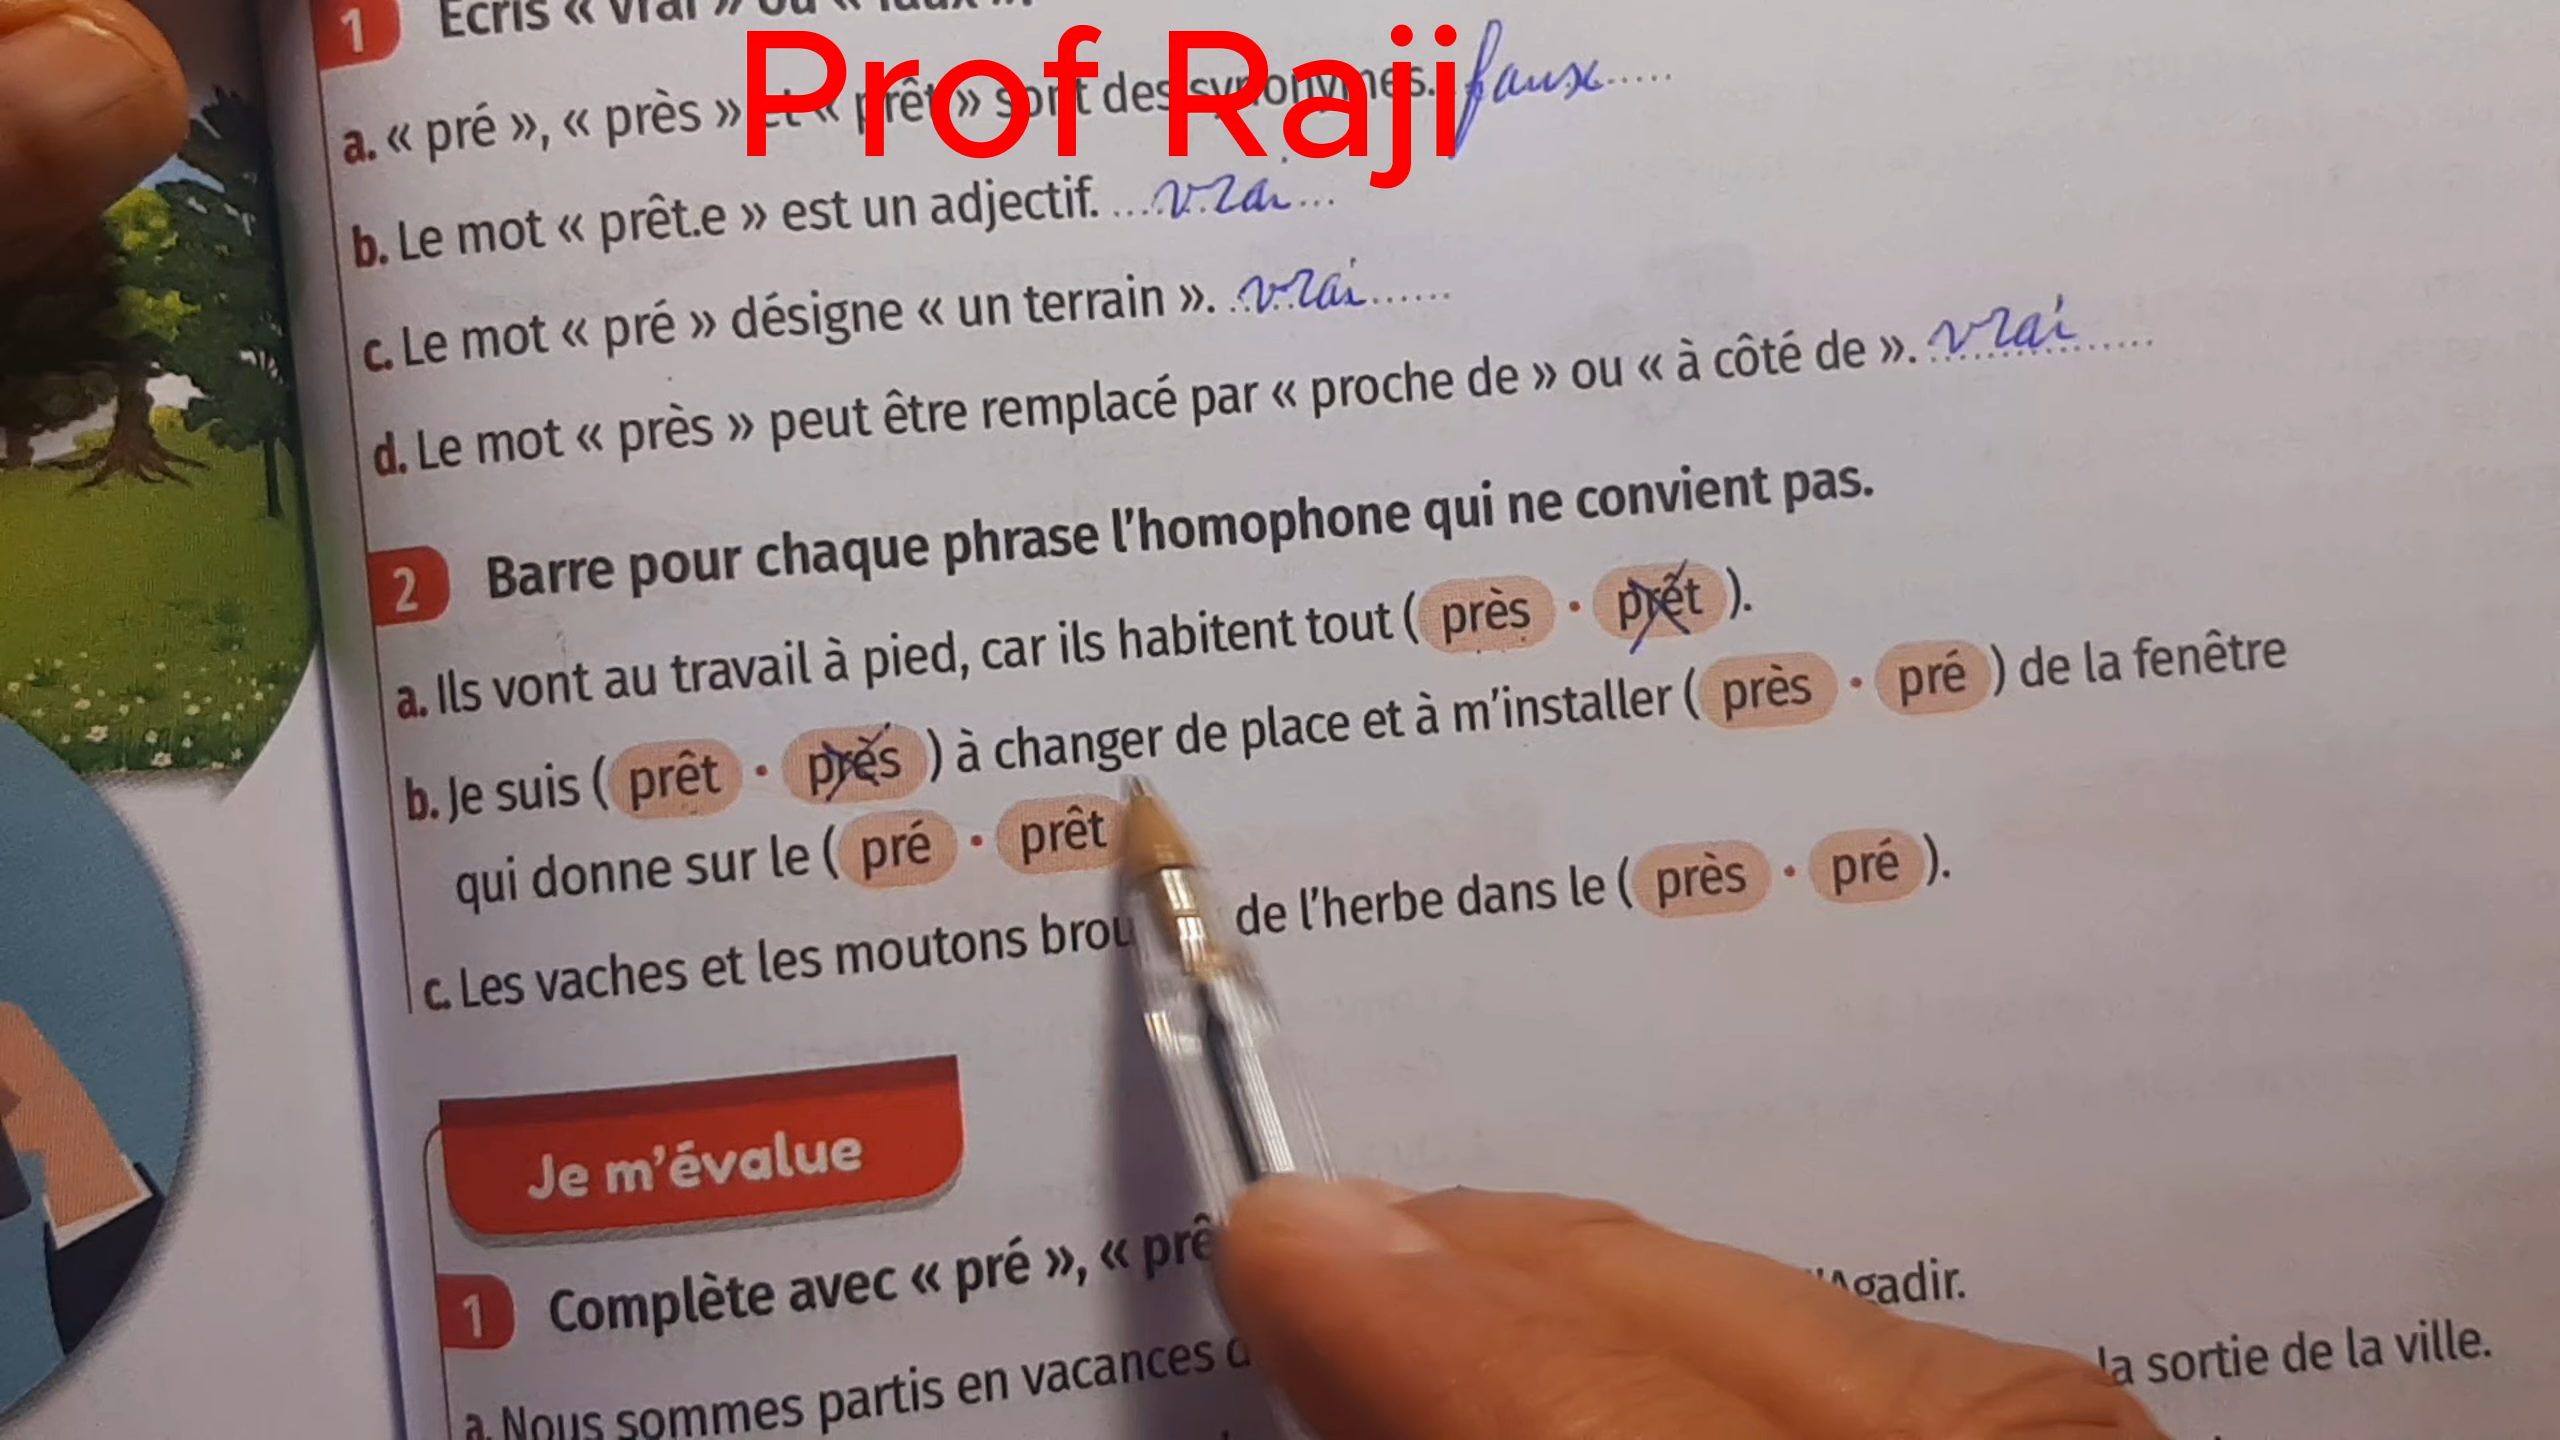 1 Écris « vrai » ou « faux ».
Prof Raji
a. « pré », « près » et « prêt » sont des synonymes. faux
b. Le mot « prêt.e » est un adjectif. ...vrai...
c. Le mot « pré » désigne « un terrain ». vrai......
d. Le mot « près » peut être remplacé par « proche de » ou « à côté de ». vrai
2 Barre pour chaque phrase l'homophone qui ne convient pas.
a. Ils vont au travail à pied, car ils habitent tout ( près • prêt ).
b. Je suis ( prêt • près ) à changer de place et à m'installer ( près • pré ) de la fenêtre
qui donne sur le ( pré • prêt
c. Les vaches et les moutons de l'herbe dans le ( près • pré ).
Je m'évalue
1 Complète avec « pré », «
Agadir.
a. Nous sommes partis en vacances
la sortie de la ville.